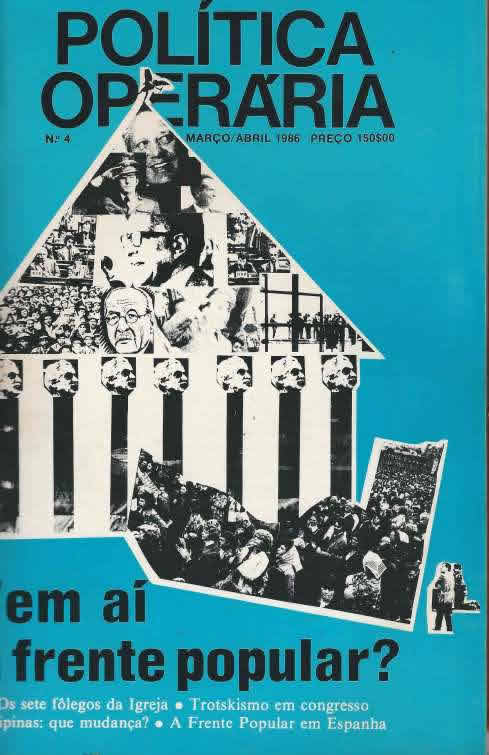 POLÍTICA
OPERÁRIA
N.º 4 MARÇO/ABRIL 1986 PREÇO 150$00
em aí
frente popular?
Os sete fôlegos da Igreja • Trotskismo em congresso
ipinas: que mudança? • A Frente Popular em Espanha